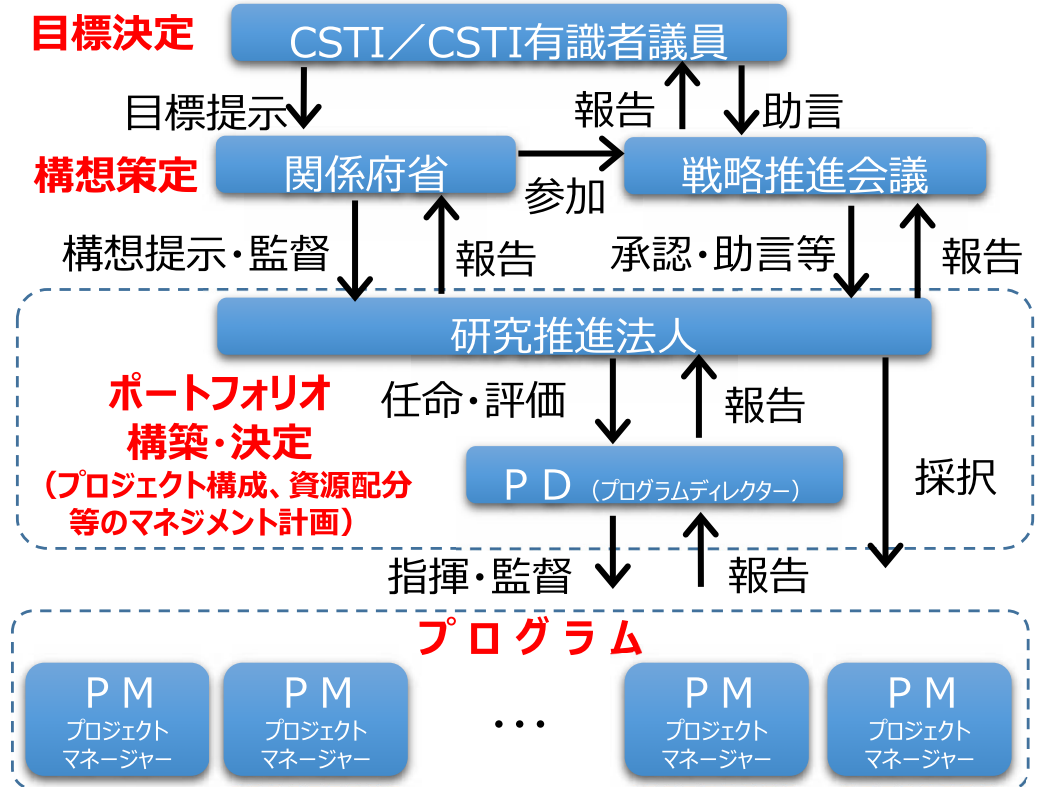 目標決定
CSTI／CSTI有識者議員
目標提示
報告
助言
構想策定
関係府省
参加
戦略推進会議
構想提示・監督
報告
承認・助言等
報告
研究推進法人
ポートフォリオ
構築・決定
（プロジェクト構成、資源配分
等のマネジメント計画）
任命・評価
報告
採択
ＰＤ（プログラムディレクター）
指揮・監督
報告
プログラム
ＰＭ
プロジェクト
マネージャー
ＰＭ
プロジェクト
マネージャー
・・・
ＰＭ
プロジェクト
マネージャー
ＰＭ
プロジェクト
マネージャー